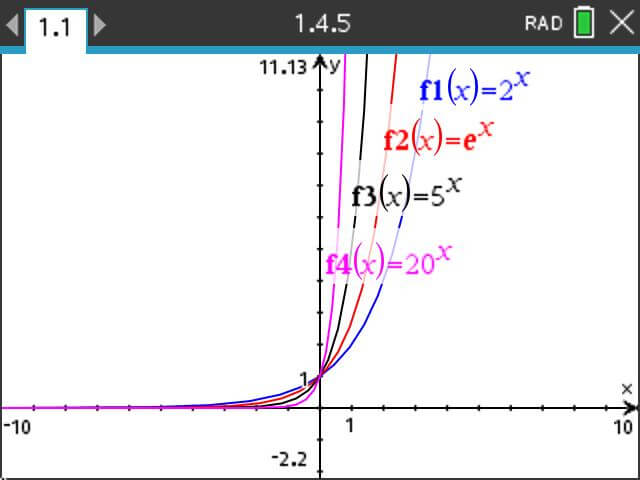 1.1 1.4.5 RAD
11.13 y
f1(x)=2^x
f2(x)=e^x
f3(x)=5^x
f4(x)=20^x
1
x
-10 1 10
-2.2